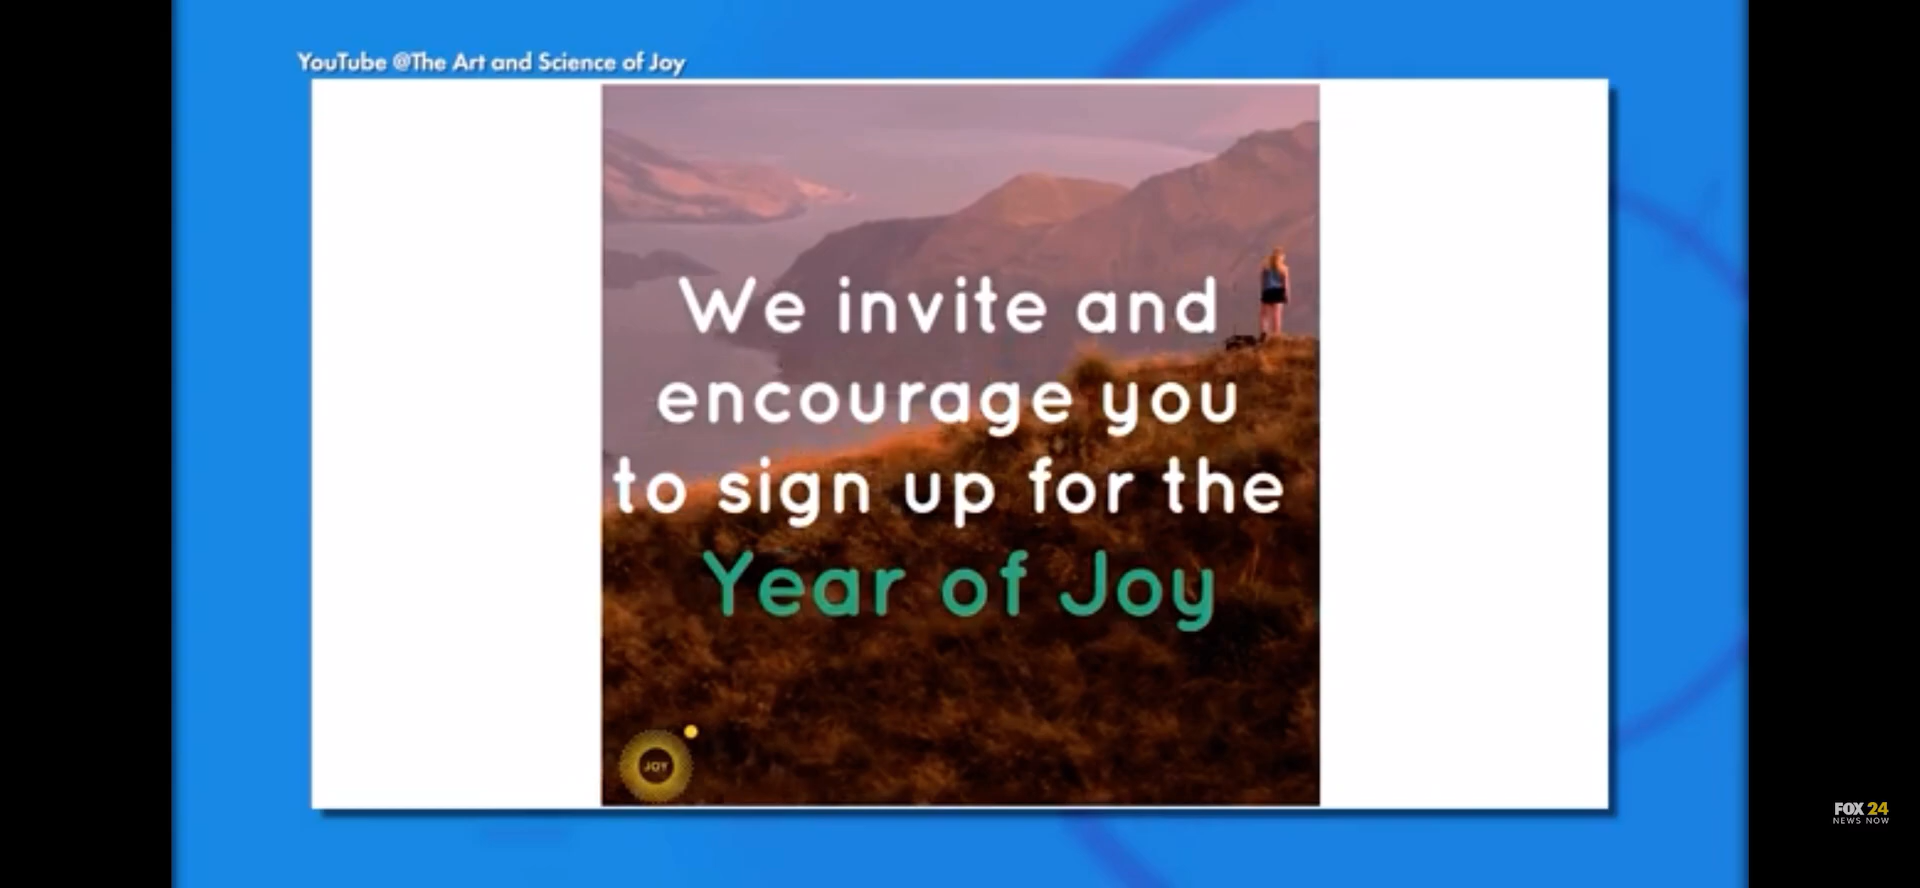 YouTube @The Art and Science of Joy
We invite and
encourage you
to sign up for the
Year of Joy
JOY
FOX 24
NEWS NOW